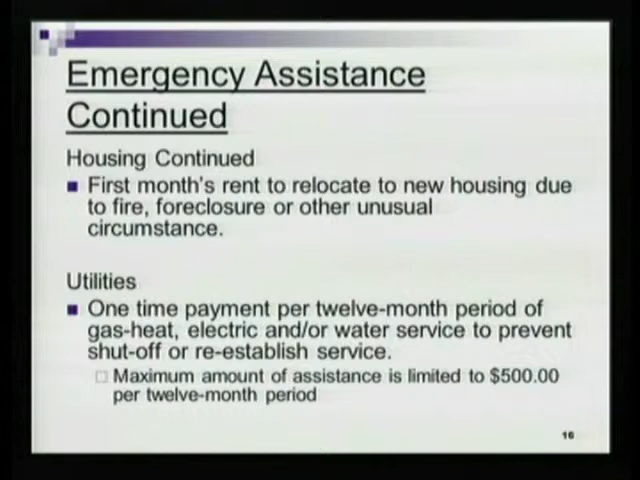 Emergency Assistance
Continued
Housing Continued
First month's rent to relocate to new housing due
to fire, foreclosure or other unusual
circumstance.
Utilities
One time payment per twelve-month period of
gas-heat, electric and/or water service to prevent
shut-off or re-establish service.
Maximum amount of assistance is limited to $500.00
per twelve-month period
16